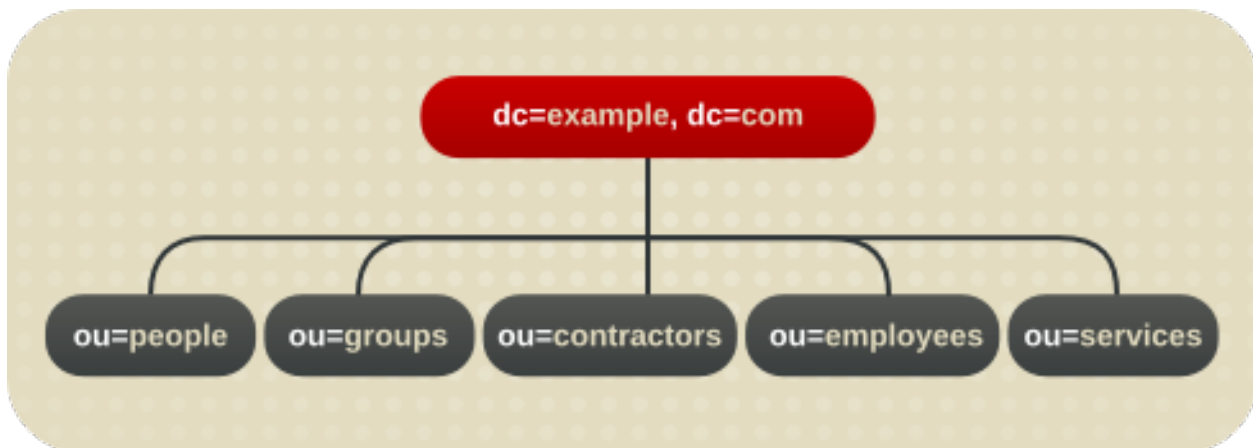 dc=example, dc=com
ou=people
ou=groups
ou=contractors
ou=employees
ou=services